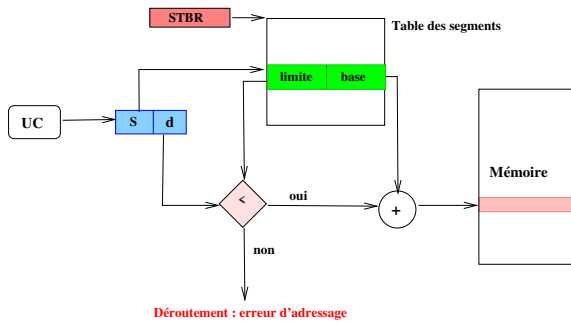 STBR
Table des segments
limite base
UC
S d
Mémoire
<
oui
+
non
Déroutement : erreur d'adressage